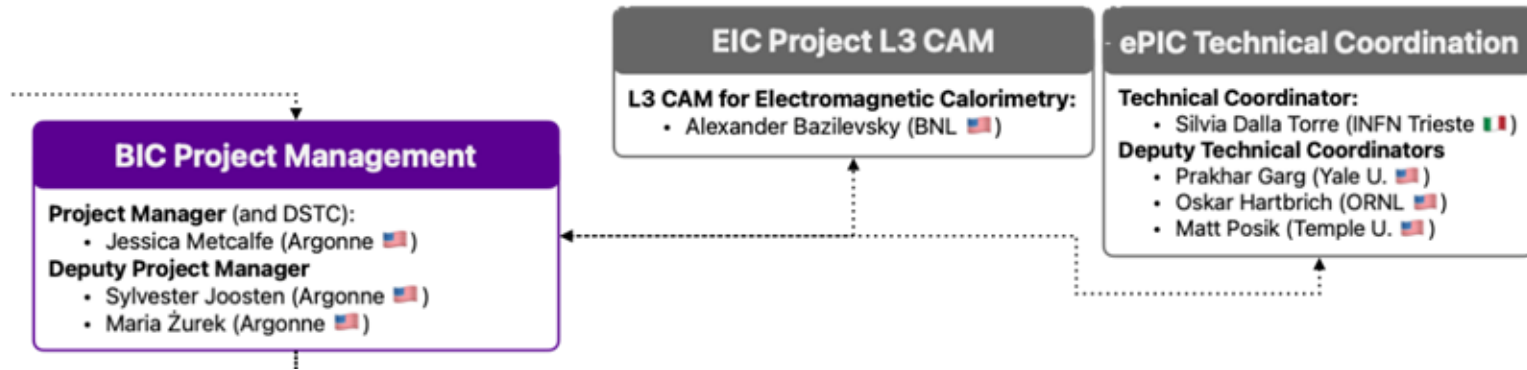 BIC Project Management
Project Manager (and DSTC):
• Jessica Metcalfe (Argonne 🇺🇸)
Deputy Project Manager
• Sylvester Joosten (Argonne 🇺🇸)
• Maria Żurek (Argonne 🇺🇸)
EIC Project L3 CAM
L3 CAM for Electromagnetic Calorimetry:
• Alexander Bazilevsky (BNL 🇺🇸)
ePIC Technical Coordination
Technical Coordinator:
• Silvia Dalla Torre (INFN Trieste 🇮🇹)
Deputy Technical Coordinators
• Prakhar Garg (Yale U. 🇺🇸)
• Oskar Hartbrich (ORNL 🇺🇸)
• Matt Posik (Temple U. 🇺🇸)